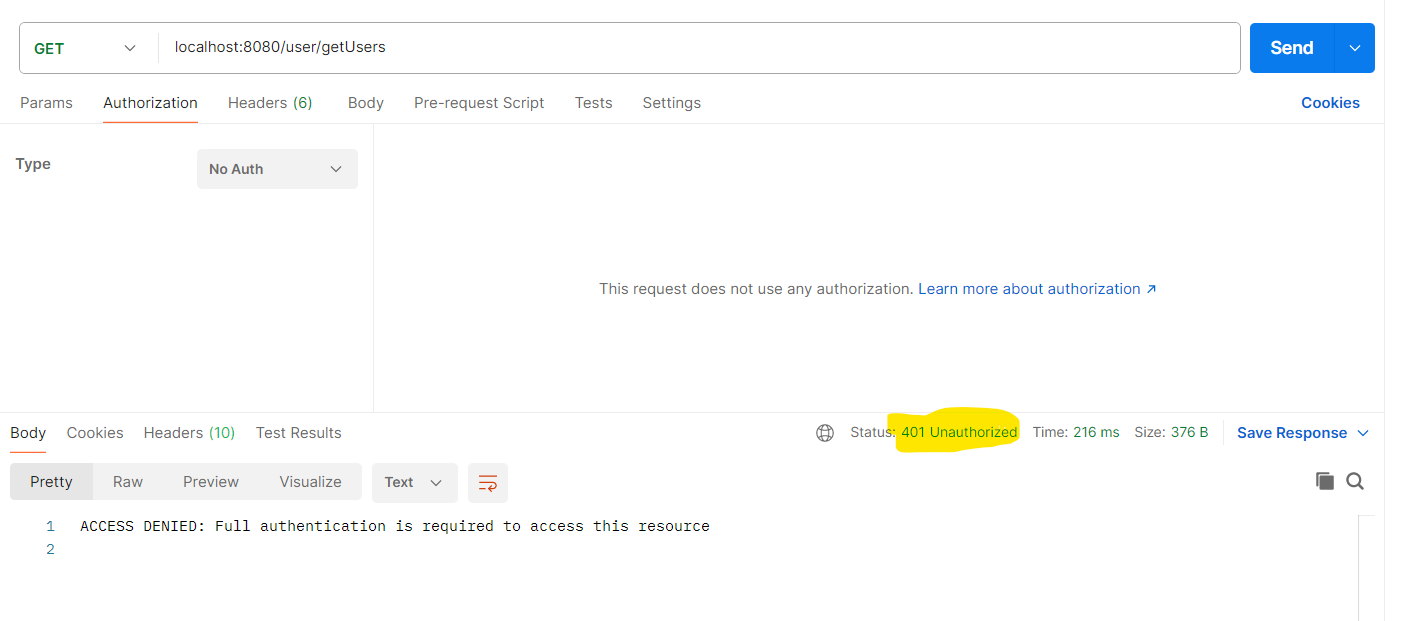 GET localhost:8080/user/getUsers Send
Params Authorization Headers (6) Body Pre-request Script Tests Settings Cookies
Type No Auth
This request does not use any authorization. Learn more about authorization ↗
Body Cookies Headers (10) Test Results Status: 401 Unauthorized Time: 216 ms Size: 376 B Save Response
Pretty Raw Preview Visualize Text
1 ACCESS DENIED: Full authentication is required to access this resource
2